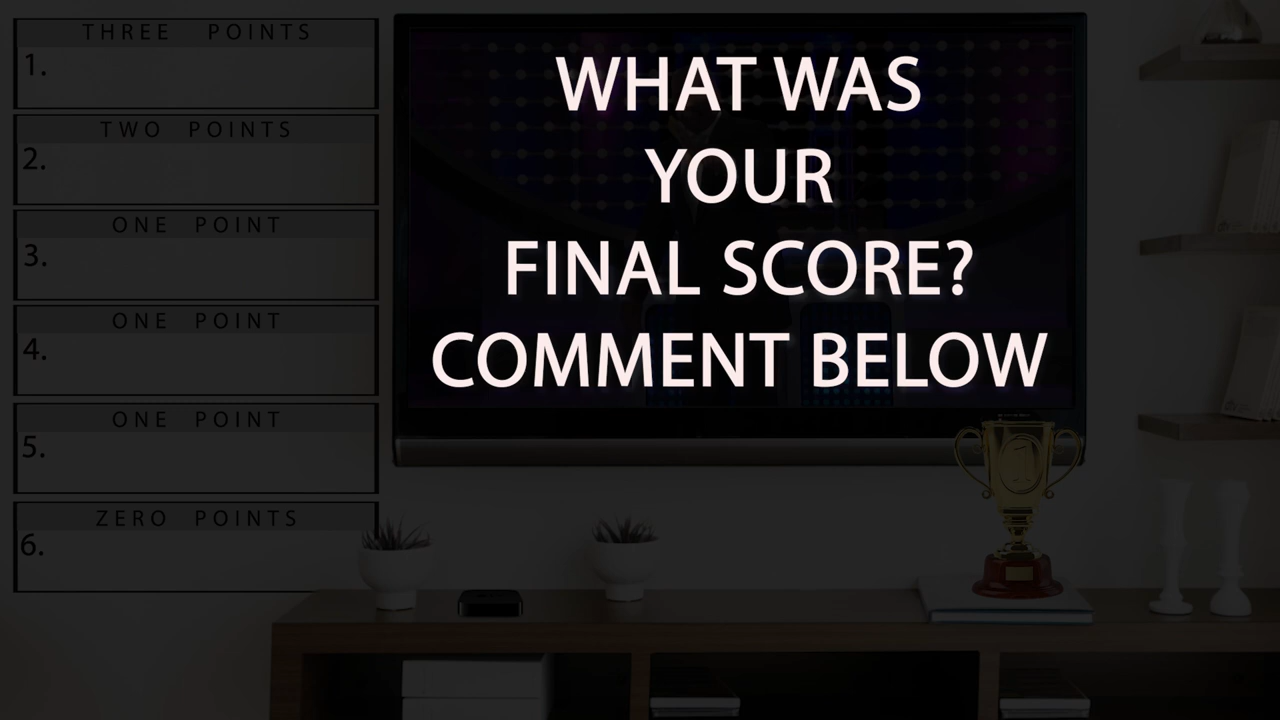 THREE POINTS
1.
TWO POINTS
2.
ONE POINT
3.
ONE POINT
4.
ONE POINT
5.
ZERO POINTS
6.
WHAT WAS
YOUR
FINAL SCORE?
COMMENT BELOW
1